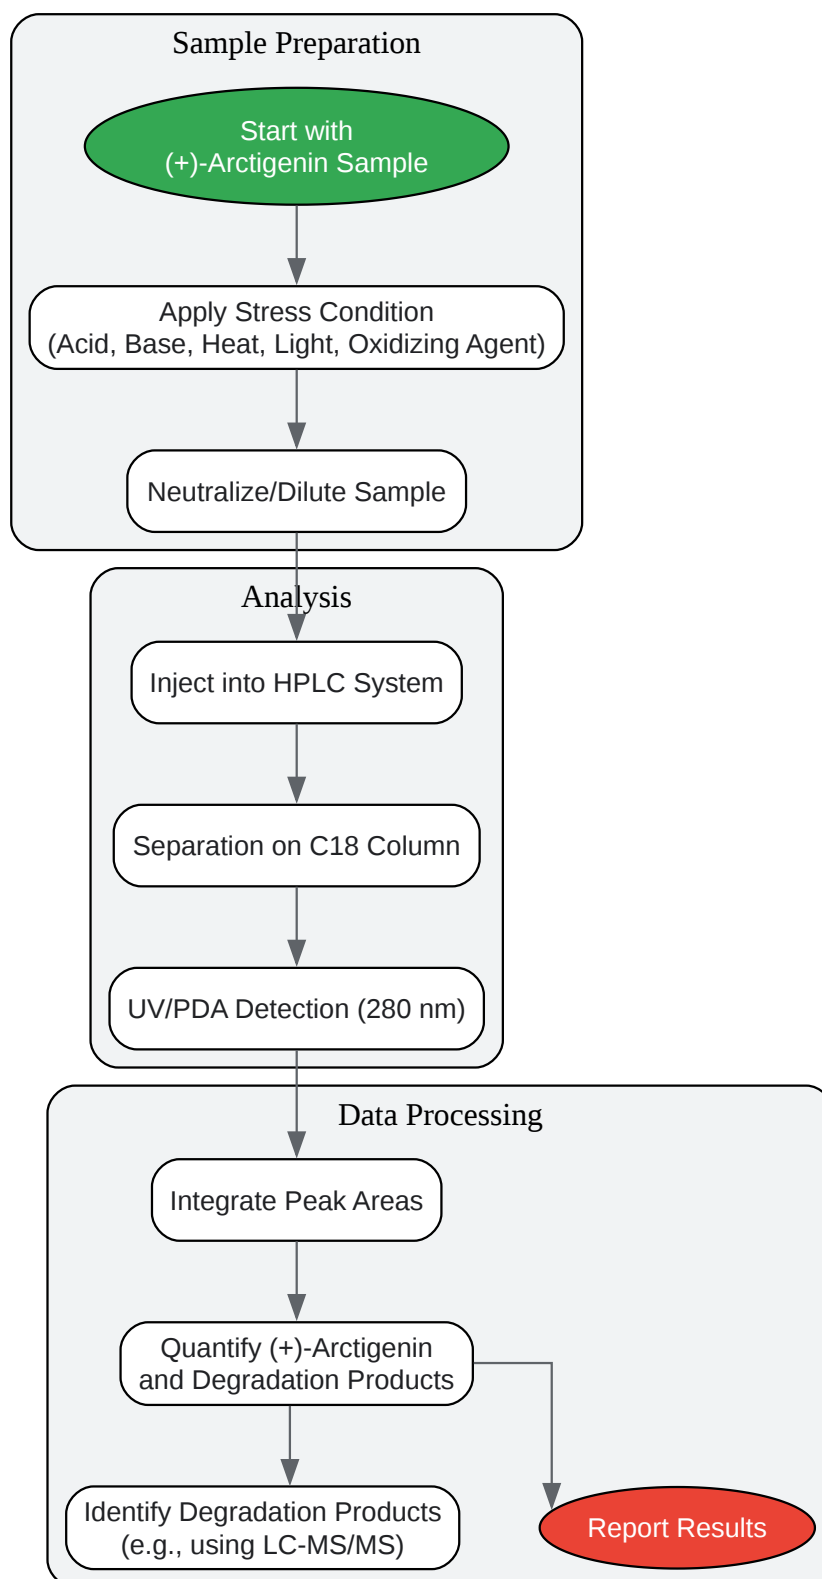 Sample Preparation
Start with
(+)-Arctigenin Sample
Apply Stress Condition
(Acid, Base, Heat, Light, Oxidizing Agent)
Neutralize/Dilute Sample
Analysis
Inject into HPLC System
Separation on C18 Column
UV/PDA Detection (280 nm)
Data Processing
Integrate Peak Areas
Quantify (+)-Arctigenin
and Degradation Products
Identify Degradation Products
(e.g., using LC-MS/MS)
Report Results